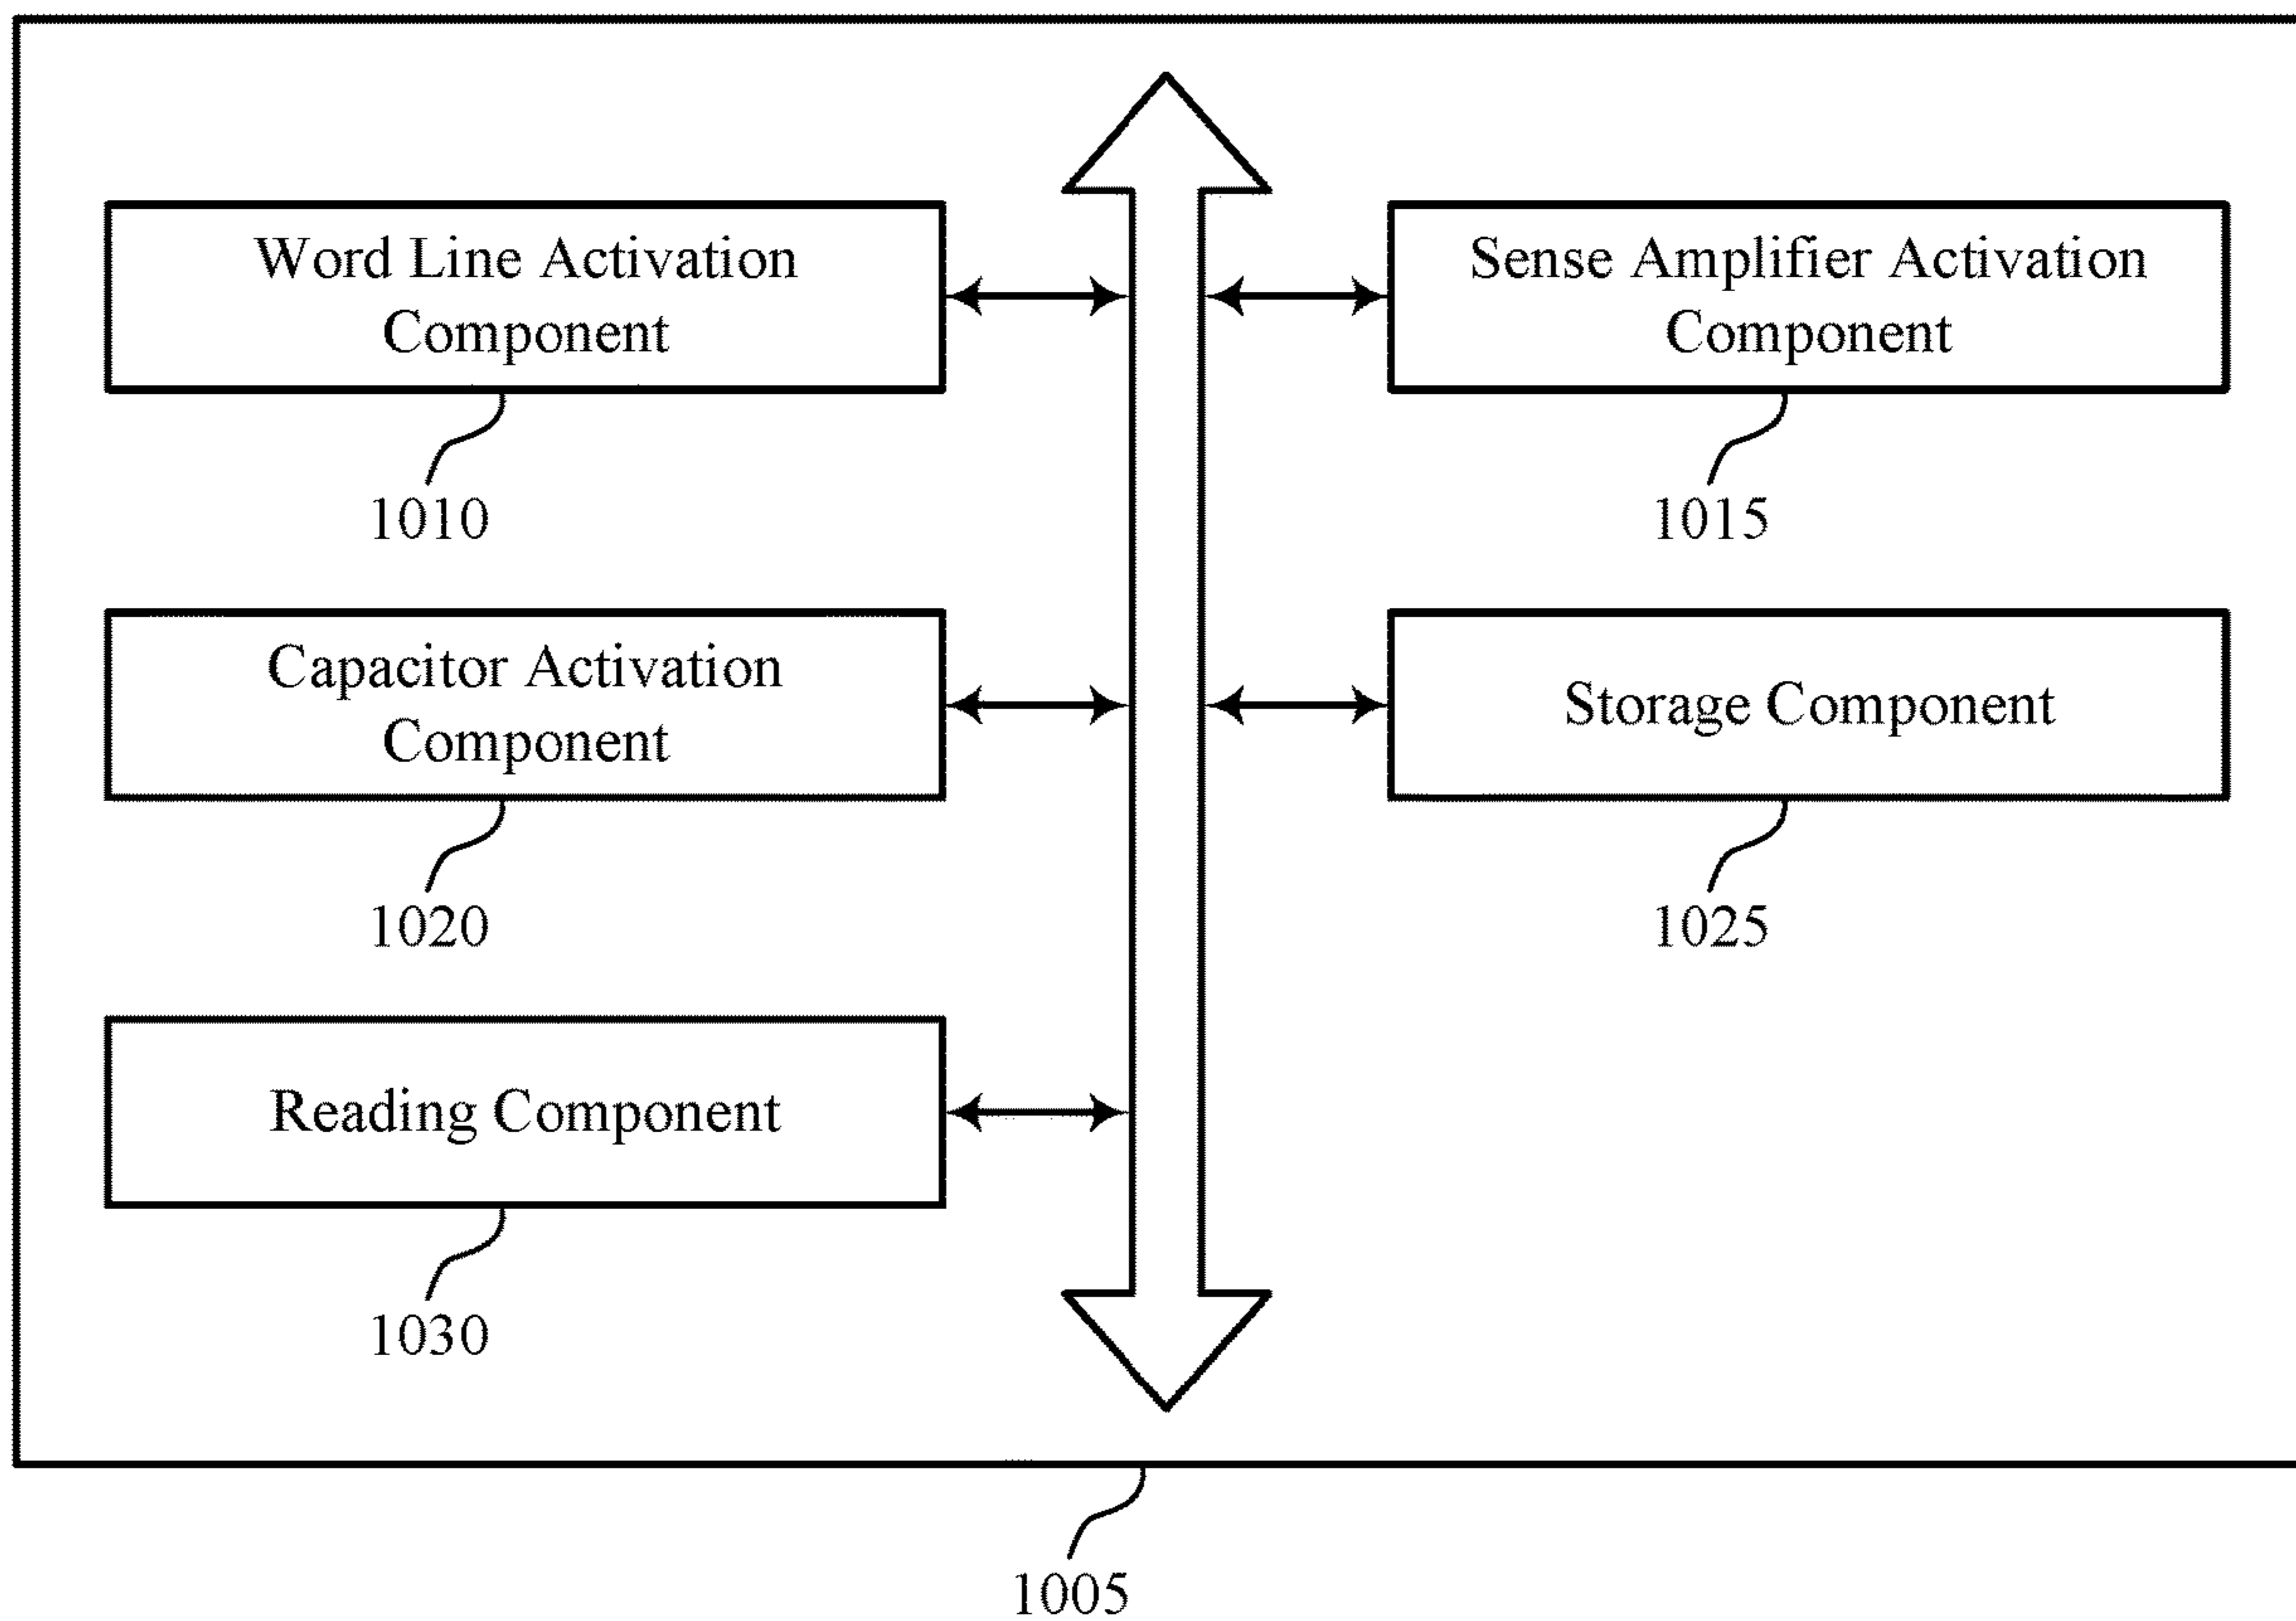 Word Line Activation
Component
1010
Sense Amplifier Activation
Component
1015
Capacitor Activation
Component
1020
Storage Component
1025
Reading Component
1030
1005